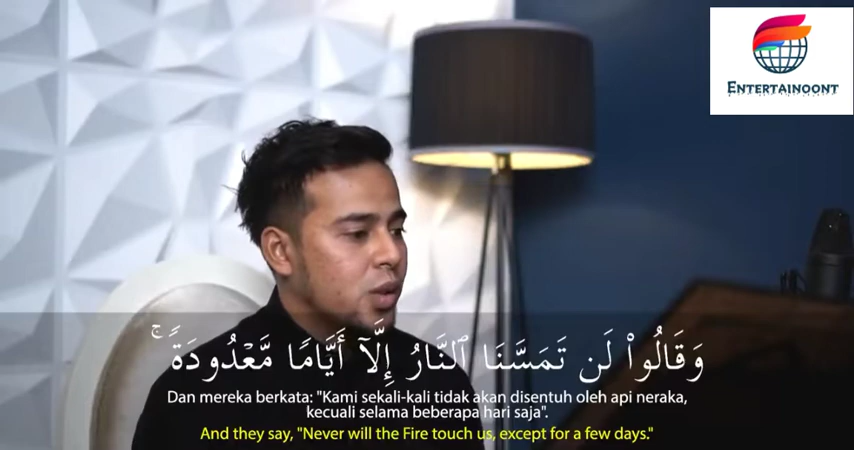 ENTERTAINOONT
وَقَالُوا۟ لَن تَمَسَّنَا ٱلنَّارُ إِلَّآ أَيَّامًا مَّعْدُودَةً ۚ
Dan mereka berkata: "Kami sekali-kali tidak akan disentuh oleh api neraka,
kecuali selama beberapa hari saja".
And they say, "Never will the Fire touch us, except for a few days."